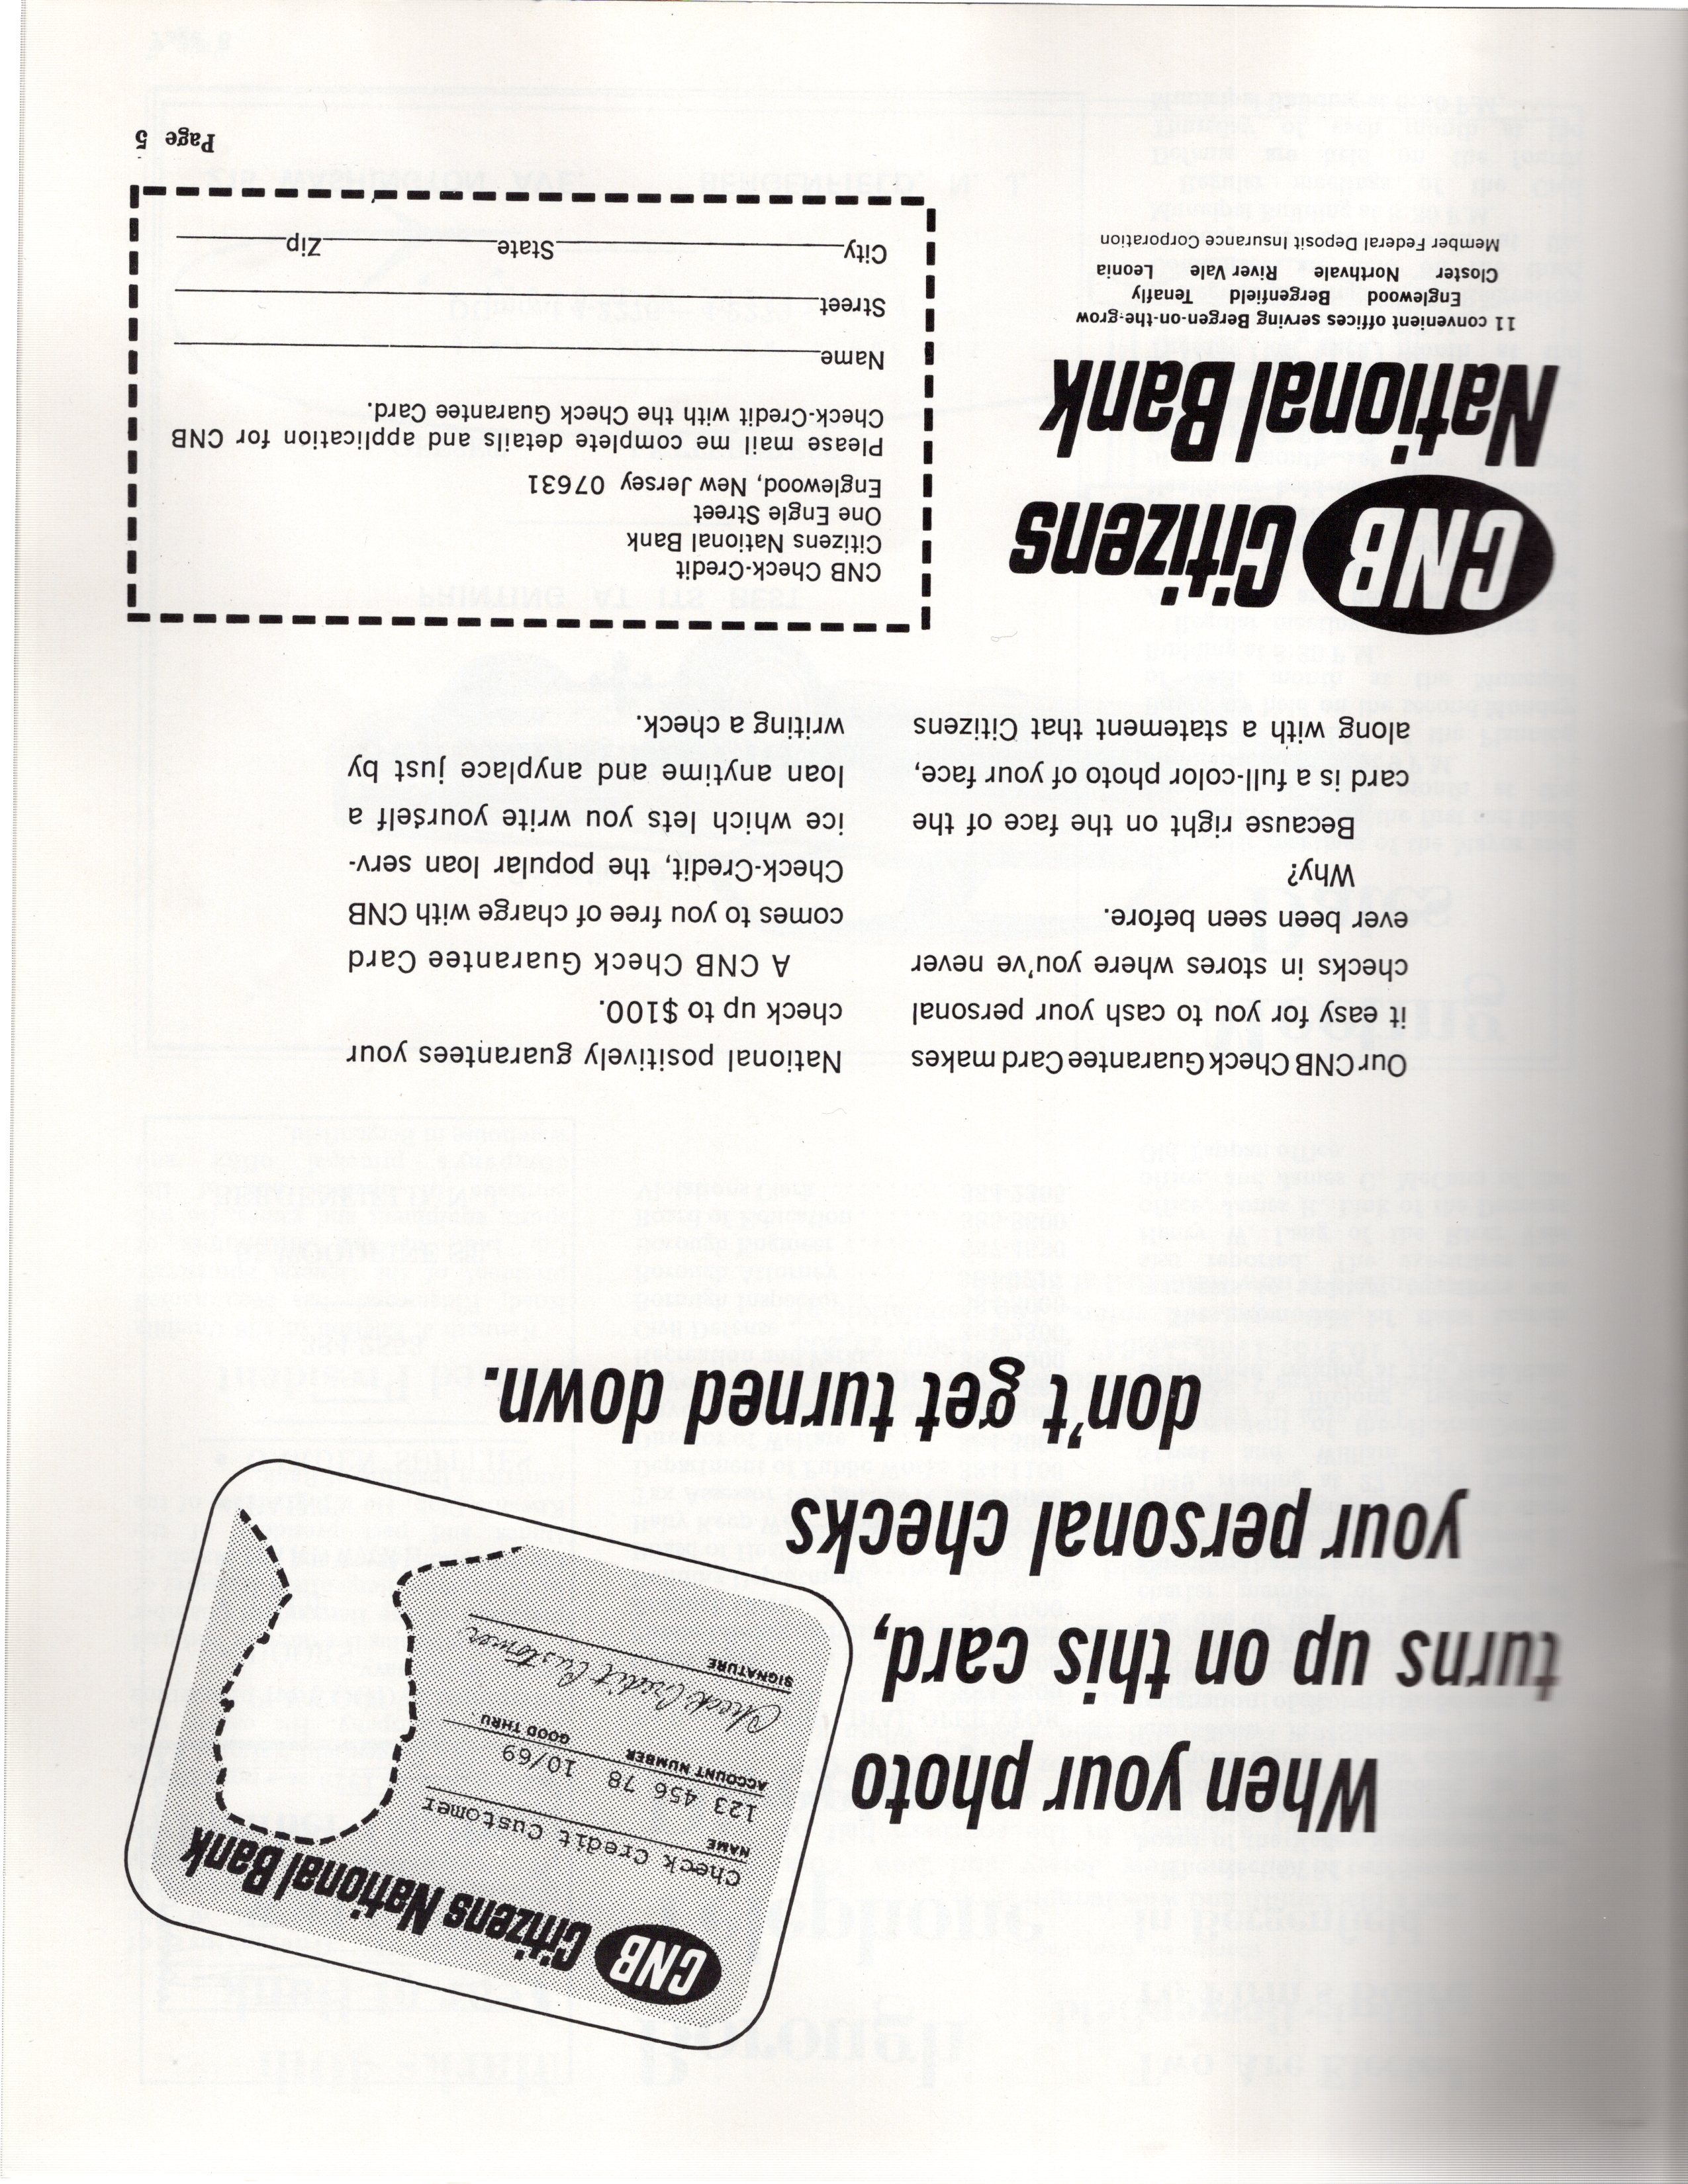 When your photo
turns up on this card,
your personal checks
don't get turned down.
CNB Citizens National Bank
Check Credit Customer
NAME
123 456 78 10/69
ACCOUNT NUMBER GOOD THRU
Check Credit Customer
SIGNATURE
Our CNB Check Guarantee Card makes
it easy for you to cash your personal
checks in stores where you've never
ever been seen before.
Why?
Because right on the face of the
card is a full-color photo of your face,
along with a statement that Citizens
National positively guarantees your
check up to $100.
A CNB Check Guarantee Card
comes to you free of charge with CNB
Check-Credit, the popular loan serv-
ice which lets you write yourself a
loan anytime and anyplace just by
writing a check.
CNB Citizens
National Bank
11 convenient offices serving Bergen-on-the-grow
Englewood Bergenfield Tenafly
Closter Northvale River Vale Leonia
Member Federal Deposit Insurance Corporation
CNB Check-Credit
Citizens National Bank
One Engle Street
Englewood, New Jersey 07631
Please mail me complete details and application for CNB
Check-Credit with the Check Guarantee Card.
Name
Street
City State Zip
Page 5